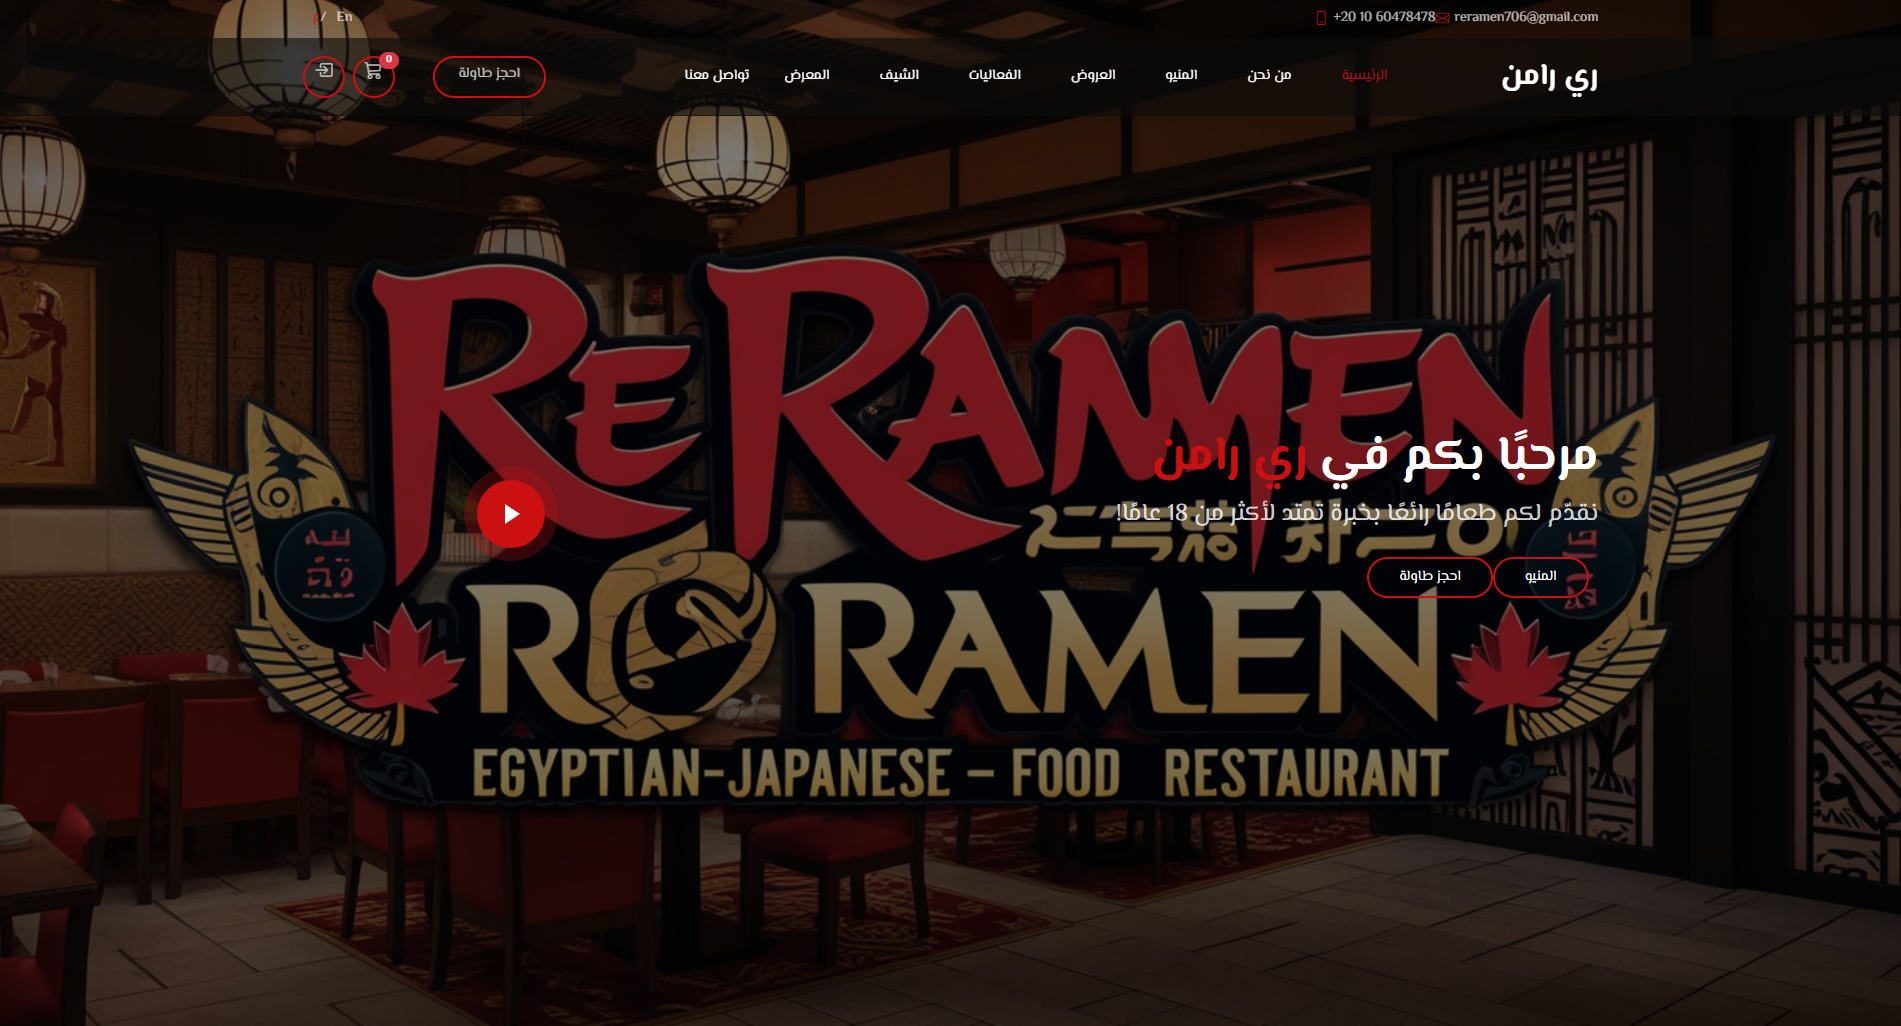 +20 10 60478478 reramen706@gmail.com
ع / En
ري رامن
الرئيسية من نحن المنيو العروض الفعاليات الشيف المعرض تواصل معنا
احجز طاولة
0
RERAMEN
مرحبًا بكم في ري رامن
نقدّم لكم طعامًا رائعًا بخبرة تمتد لأكثر من 18 عامًا!
المنيو احجز طاولة
RO RAMEN
EGYPTIAN-JAPANESE – FOOD RESTAURANT